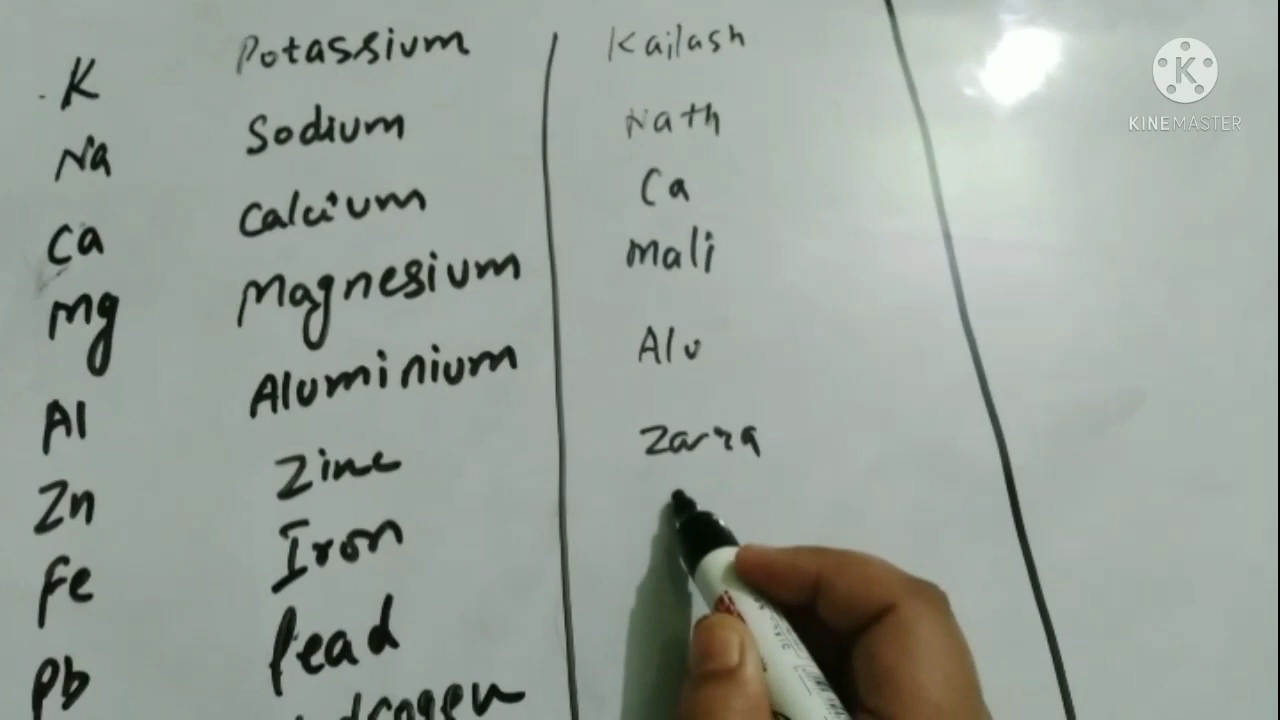 K Potassium Kailash
Na Sodium Nath
Ca Calcium Ca
Mg Magnesium Mali
Al Aluminium Alu
Zn Zinc
Fe Iron
Pb Lead
K
KINEMASTER